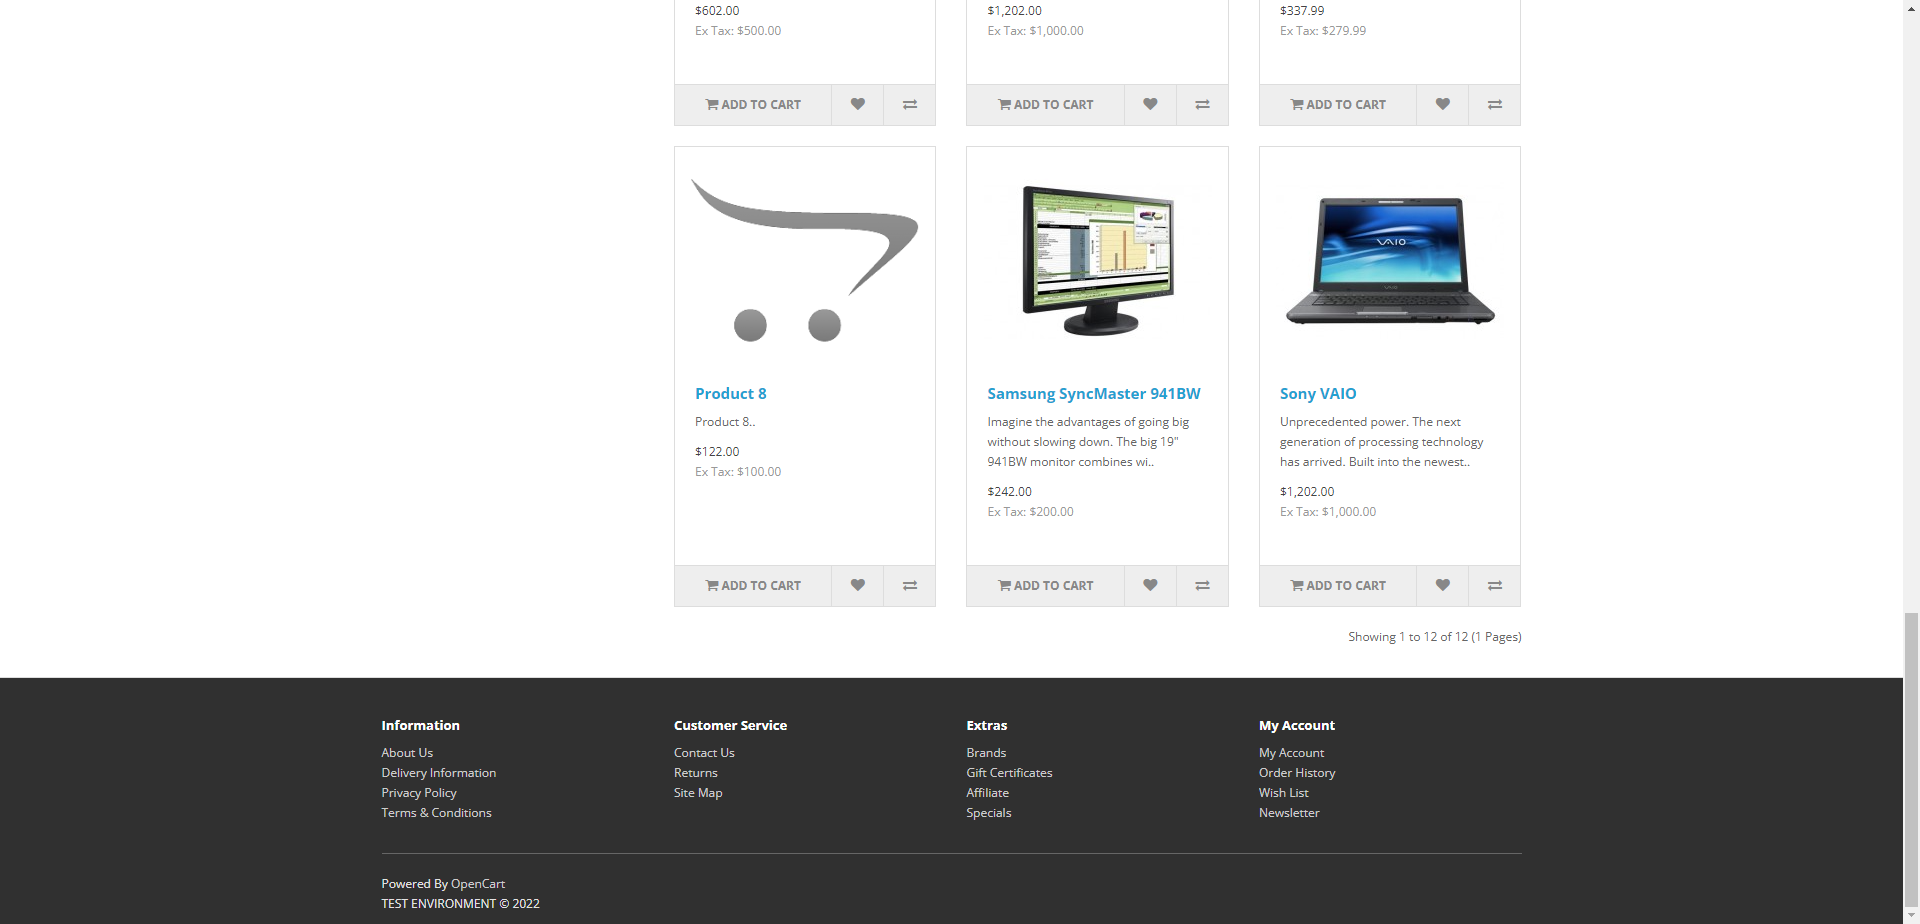 $602.00
Ex Tax: $500.00
ADD TO CART
$1,202.00
Ex Tax: $1,000.00
ADD TO CART
$337.99
Ex Tax: $279.99
ADD TO CART
Product 8
Product 8..
$122.00
Ex Tax: $100.00
ADD TO CART
Samsung SyncMaster 941BW
Imagine the advantages of going big
without slowing down. The big 19"
941BW monitor combines wi..
$242.00
Ex Tax: $200.00
ADD TO CART
VAIO
Sony VAIO
Unprecedented power. The next
generation of processing technology
has arrived. Built into the newest..
$1,202.00
Ex Tax: $1,000.00
ADD TO CART
Showing 1 to 12 of 12 (1 Pages)
Information
About Us
Delivery Information
Privacy Policy
Terms & Conditions
Customer Service
Contact Us
Returns
Site Map
Extras
Brands
Gift Certificates
Affiliate
Specials
My Account
My Account
Order History
Wish List
Newsletter
Powered By OpenCart
TEST ENVIRONMENT © 2022